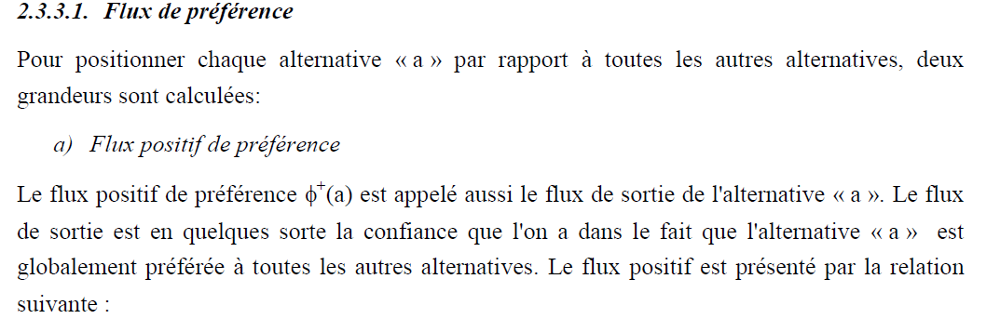 2.3.3.1. Flux de préférence
Pour positionner chaque alternative « a » par rapport à toutes les autres alternatives, deux
grandeurs sont calculées:
a) Flux positif de préférence
Le flux positif de préférence ϕ⁺(a) est appelé aussi le flux de sortie de l'alternative « a ». Le flux
de sortie est en quelques sorte la confiance que l'on a dans le fait que l'alternative « a » est
globalement préférée à toutes les autres alternatives. Le flux positif est présenté par la relation
suivante :